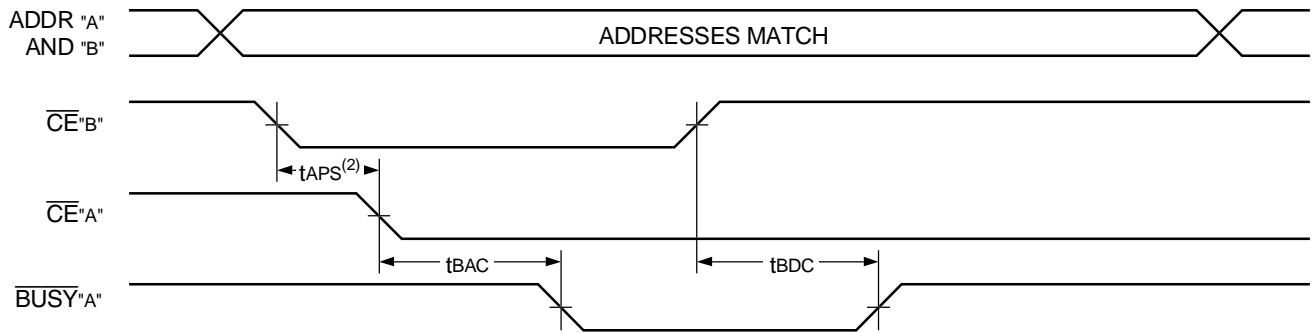 ADDR "A"
AND "B"
ADDRESSES MATCH
CE"B"
tAPS(2)
CE"A"
tBAC
tBDC
BUSY"A"